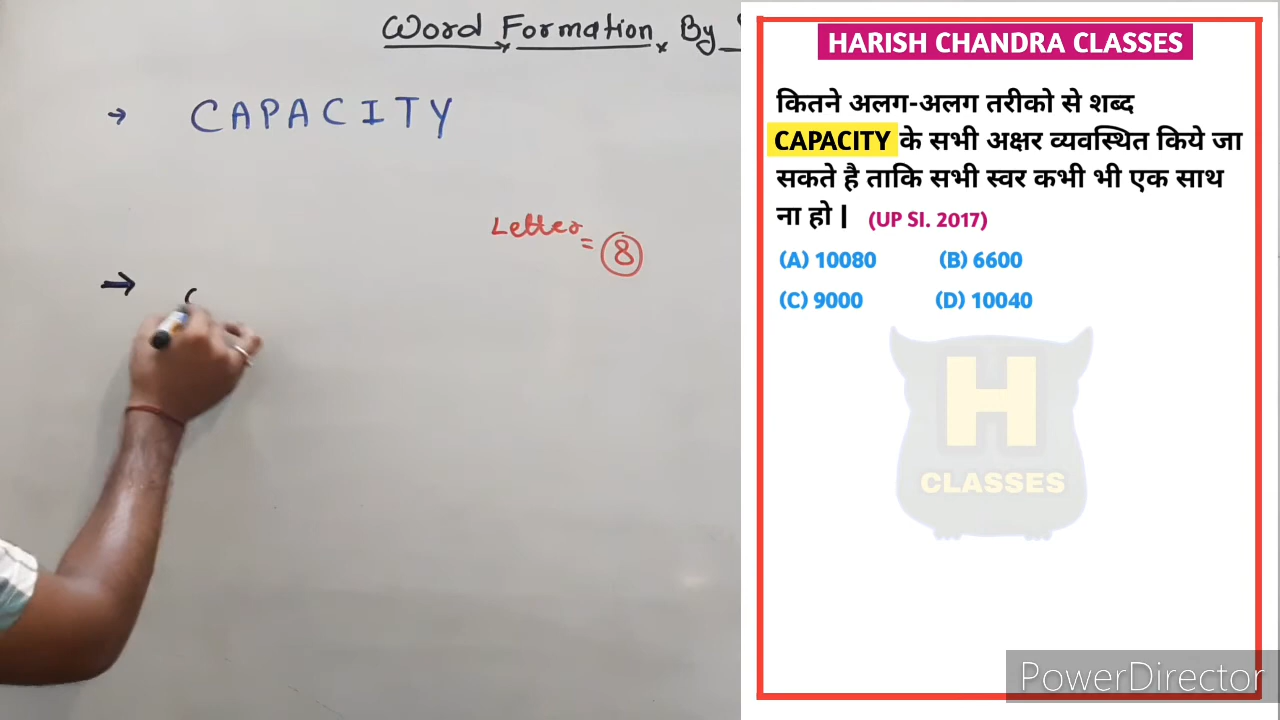 Word Formation By
→ CAPACITY
Letter = 8
→
HARISH CHANDRA CLASSES
कितने अलग-अलग तरीको से शब्द
CAPACITY के सभी अक्षर व्यवस्थित किये जा
सकते है ताकि सभी स्वर कभी भी एक साथ
ना हो | (UP SI. 2017)
(A) 10080 (B) 6600
(C) 9000 (D) 10040
H
CLASSES
PowerDirector